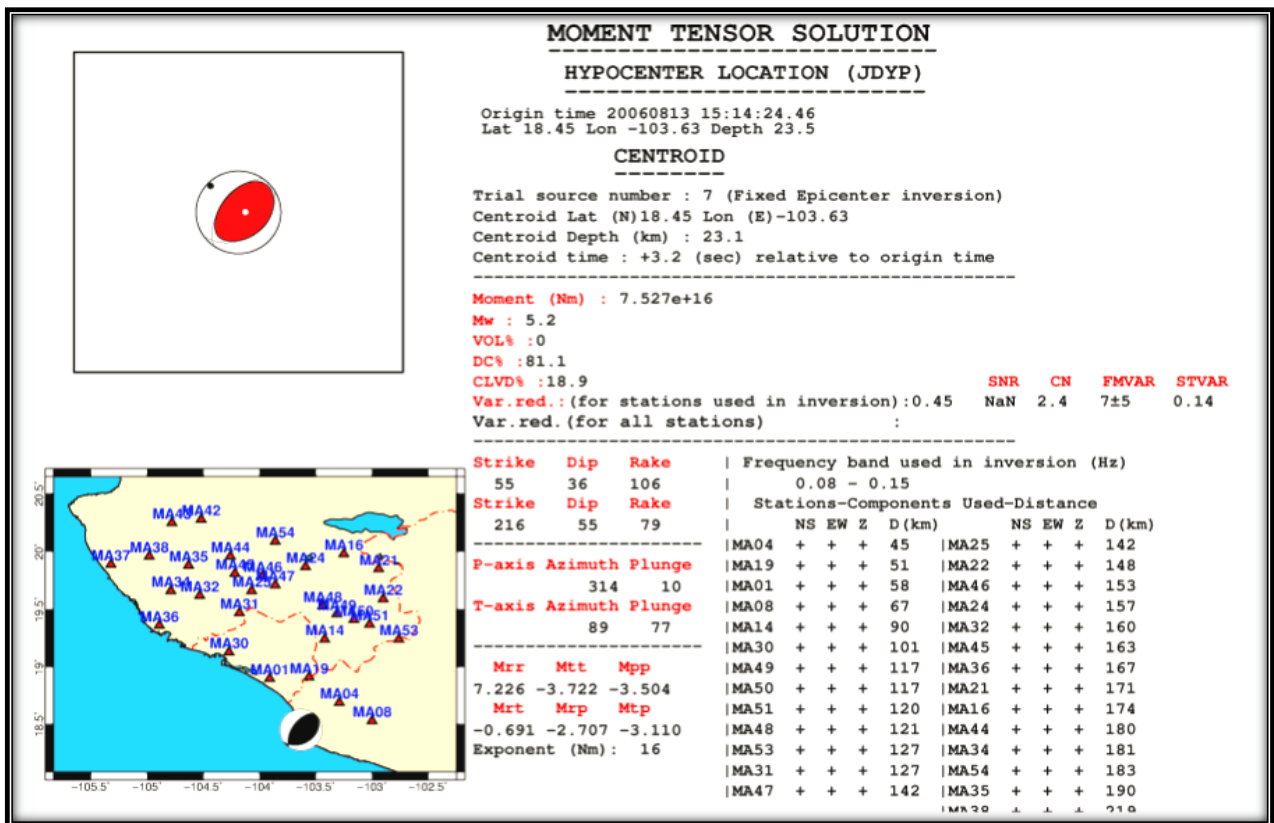 MOMENT TENSOR SOLUTION
HYPOCENTER LOCATION (JDYP)
Origin time 20060813 15:14:24.46
Lat 18.45 Lon -103.63 Depth 23.5
CENTROID
Trial source number : 7 (Fixed Epicenter inversion)
Centroid Lat (N)18.45 Lon (E)-103.63
Centroid Depth (km) : 23.1
Centroid time : +3.2 (sec) relative to origin time
Moment (Nm) : 7.527e+16
Mw : 5.2
VOL% :0
DC% :81.1
CLVD% :18.9 SNR CN FMVAR STVAR
Var.red.:(for stations used in inversion):0.45 NaN 2.4 7±5 0.14
Var.red.(for all stations) :
Strike Dip Rake
55 36 106
Strike Dip Rake
216 55 79
P-axis Azimuth Plunge
314 10
T-axis Azimuth Plunge
89 77
Mrr Mtt Mpp
7.226 -3.722 -3.504
Mrt Mrp Mtp
-0.691 -2.707 -3.110
Exponent (Nm): 16
| Frequency band used in inversion (Hz)
| 0.08 - 0.15
| Stations-Components Used-Distance
| NS EW Z D(km) NS EW Z D(km)
|MA04 + + + 45 |MA25 + + + 142
|MA19 + + + 51 |MA22 + + + 148
|MA01 + + + 58 |MA46 + + + 153
|MA08 + + + 67 |MA24 + + + 157
|MA14 + + + 90 |MA32 + + + 160
|MA30 + + + 101 |MA45 + + + 163
|MA49 + + + 117 |MA36 + + + 167
|MA50 + + + 117 |MA21 + + + 171
|MA51 + + + 120 |MA16 + + + 174
|MA48 + + + 121 |MA44 + + + 180
|MA53 + + + 127 |MA34 + + + 181
|MA31 + + + 127 |MA54 + + + 183
|MA47 + + + 142 |MA35 + + + 190
|MA38 + + + 219
20.5°
20°
19.5°
19°
18.5°
MA43 MA42
MA54
MA37 MA38 MA35 MA44 MA16
MA24 MA21
MA45 MA46
MA34 MA32 MA25 MA47
MA22
MA31 MA48
MA49
MA50 MA51
MA36
MA14 MA53
MA30
MA01 MA19
MA04
MA08
-105.5° -105° -104.5° -104° -103.5° -103° -102.5°